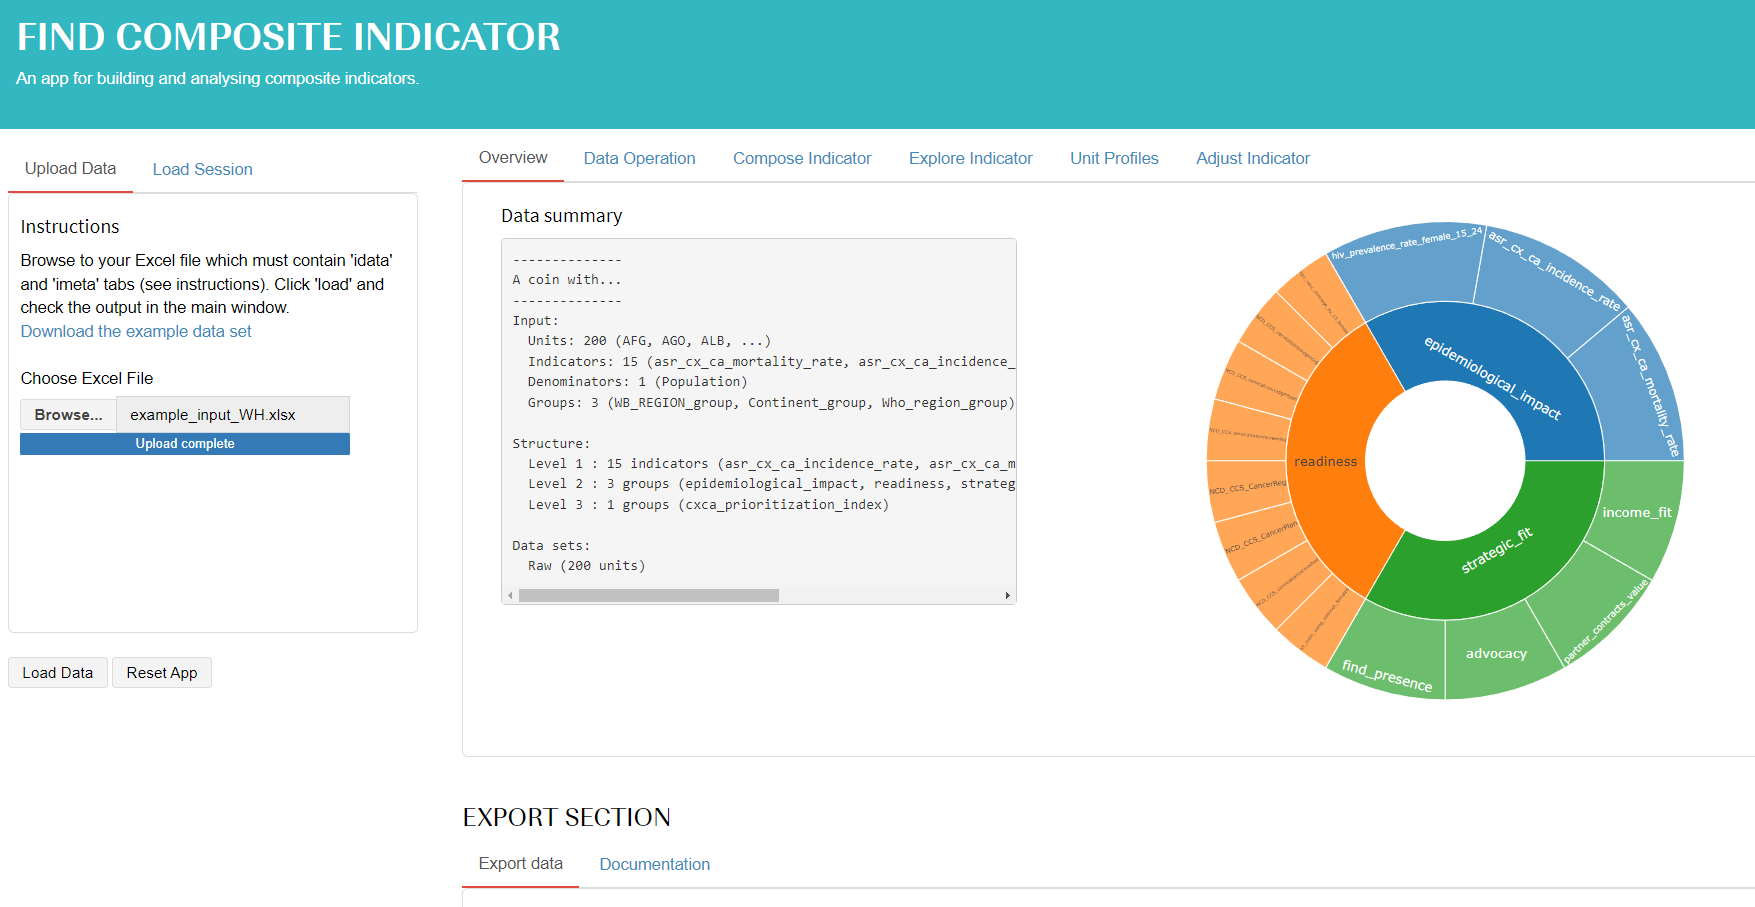 FIND COMPOSITE INDICATOR
An app for building and analysing composite indicators.
Upload Data
Load Session
Instructions
Browse to your Excel file which must contain 'idata'
and 'imeta' tabs (see instructions). Click 'load' and
check the output in the main window.
Download the example data set
Choose Excel File
Browse...
example_input_WH.xlsx
Upload complete
Load Data
Reset App
Overview
Data Operation
Compose Indicator
Explore Indicator
Unit Profiles
Adjust Indicator
Data summary
--------------
A coin with...
--------------
Input:
Units: 200 (AFG, AGO, ALB, ...)
Indicators: 15 (asr_cx_ca_mortality_rate, asr_cx_ca_incidence_
Denominators: 1 (Population)
Groups: 3 (WB_REGION_group, Continent_group, Who_region_group)
Structure:
Level 1 : 15 indicators (asr_cx_ca_incidence_rate, asr_cx_ca_m
Level 2 : 3 groups (epidemiological_impact, readiness, strateg
Level 3 : 1 groups (cxca_prioritization_index)
Data sets:
Raw (200 units)
hiv_prevalence_rate_female_15_24
asr_cx_ca_incidence_rate
asr_cx_ca_mortality_rate
epidemiological_impact
readiness
strategic_fit
income_fit
partner_contracts_value
advocacy
find_presence
NCD_CCS_CancerReg
NCD_CCS_CancerPlan
EXPORT SECTION
Export data
Documentation